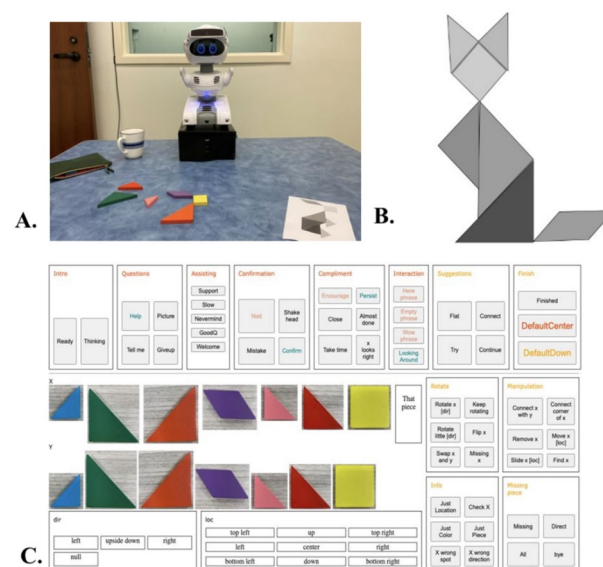 A.
B.
Intro
Ready
Thinking
Questions
Help
Picture
Tell me
Giveup
Assisting
Support
Slow
Nevermind
GoodQ
Welcome
Confirmation
Nod
Shake head
Mistake
Confirm
Compliment
Encourage
Persist
Close
Almost done
Take time
x looks right
Interaction
Here phrase
Empty phrase
Wow phrase
Looking Around
Suggestions
Flat
Connect
Try
Continue
Finish
Finished
DefaultCenter
DefaultDown
X
That piece
Y
Rotate
Rotate x [dir]
Keep rotating
Rotate little [dir]
Flip x
Swap x and y
Missing x
Manipulation
Connect x with y
Connect corner of x
Remove x
Move x [loc]
Slide x [loc]
Find x
dir
left
upside down
right
null
loc
top left
up
top right
left
center
right
bottom left
down
bottom right
Info
Just Location
Check X
Just Color
Just Piece
X wrong spot
X wrong direction
Missing piece
Missing
Direct
All
bye
C.